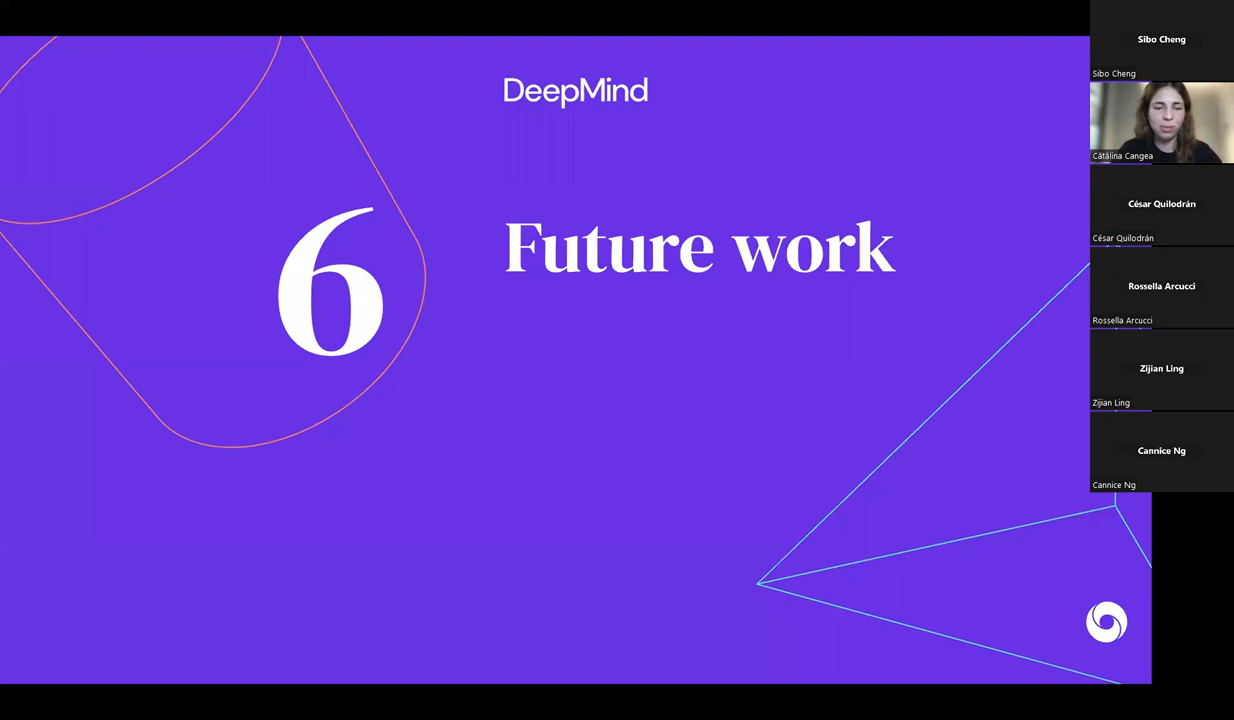 DeepMind
6
Future work
Sibo Cheng
Sibo Cheng
Cătălina Cangea
César Quilodrán
César Quilodrán
Rossella Arcucci
Rossella Arcucci
Zijian Ling
Zijian Ling
Cannice Ng
Cannice Ng